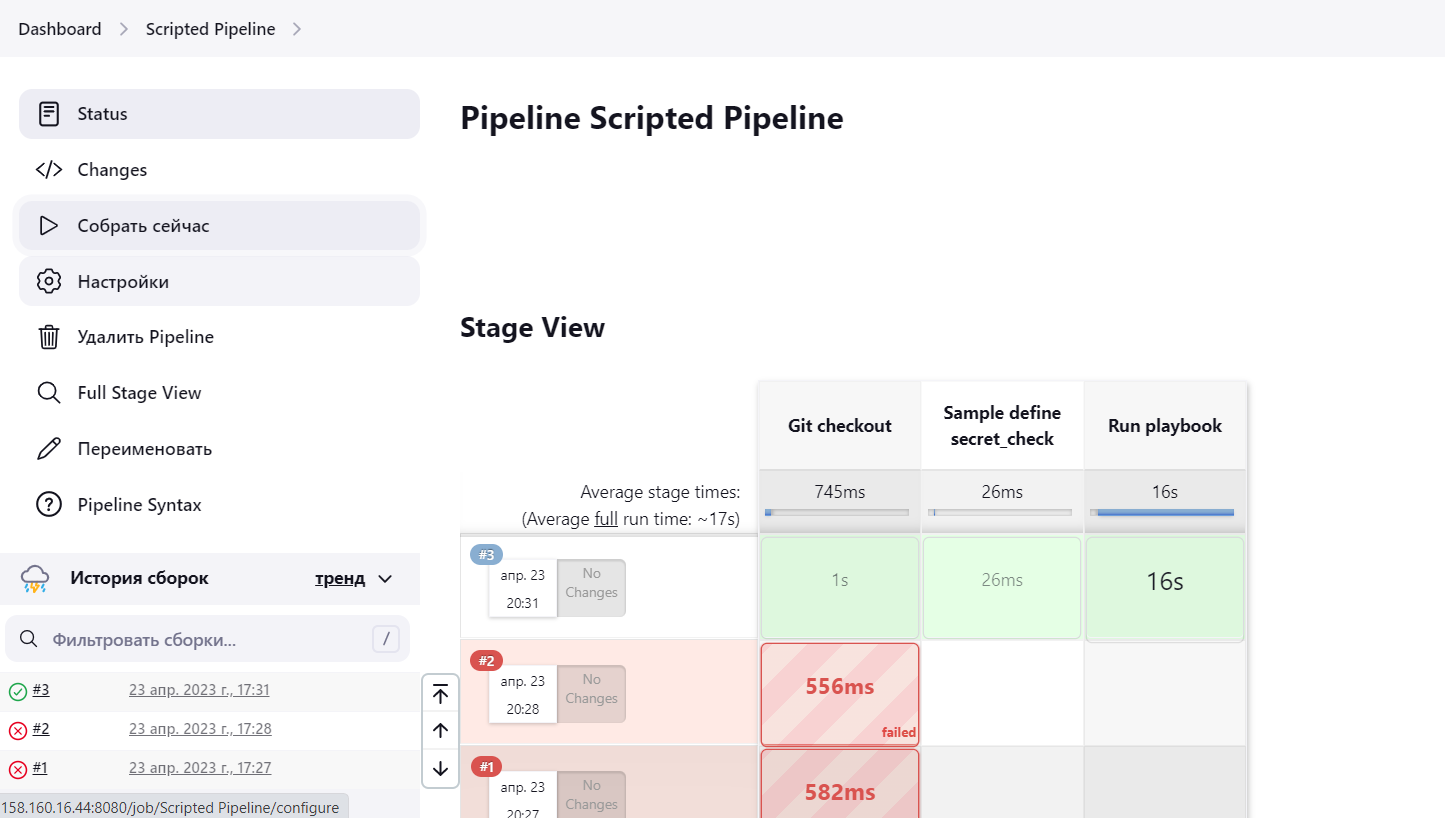 Dashboard
Scripted Pipeline
Status
Changes
Собрать сейчас
Настройки
Удалить Pipeline
Full Stage View
Переименовать
Pipeline Syntax
История сборок
тренд
Фильтровать сборки...
/
#3
23 апр. 2023 г., 17:31
#2
23 апр. 2023 г., 17:28
#1
23 апр. 2023 г., 17:27
158.160.16.44:8080/job/Scripted Pipeline/configure
Pipeline Scripted Pipeline
Stage View
Git checkout
Sample define
secret_check
Run playbook
Average stage times:
(Average full run time: ~17s)
745ms
26ms
16s
#3
апр. 23
20:31
No
Changes
1s
26ms
16s
#2
апр. 23
20:28
No
Changes
556ms
failed
#1
апр. 23
20:27
No
Changes
582ms